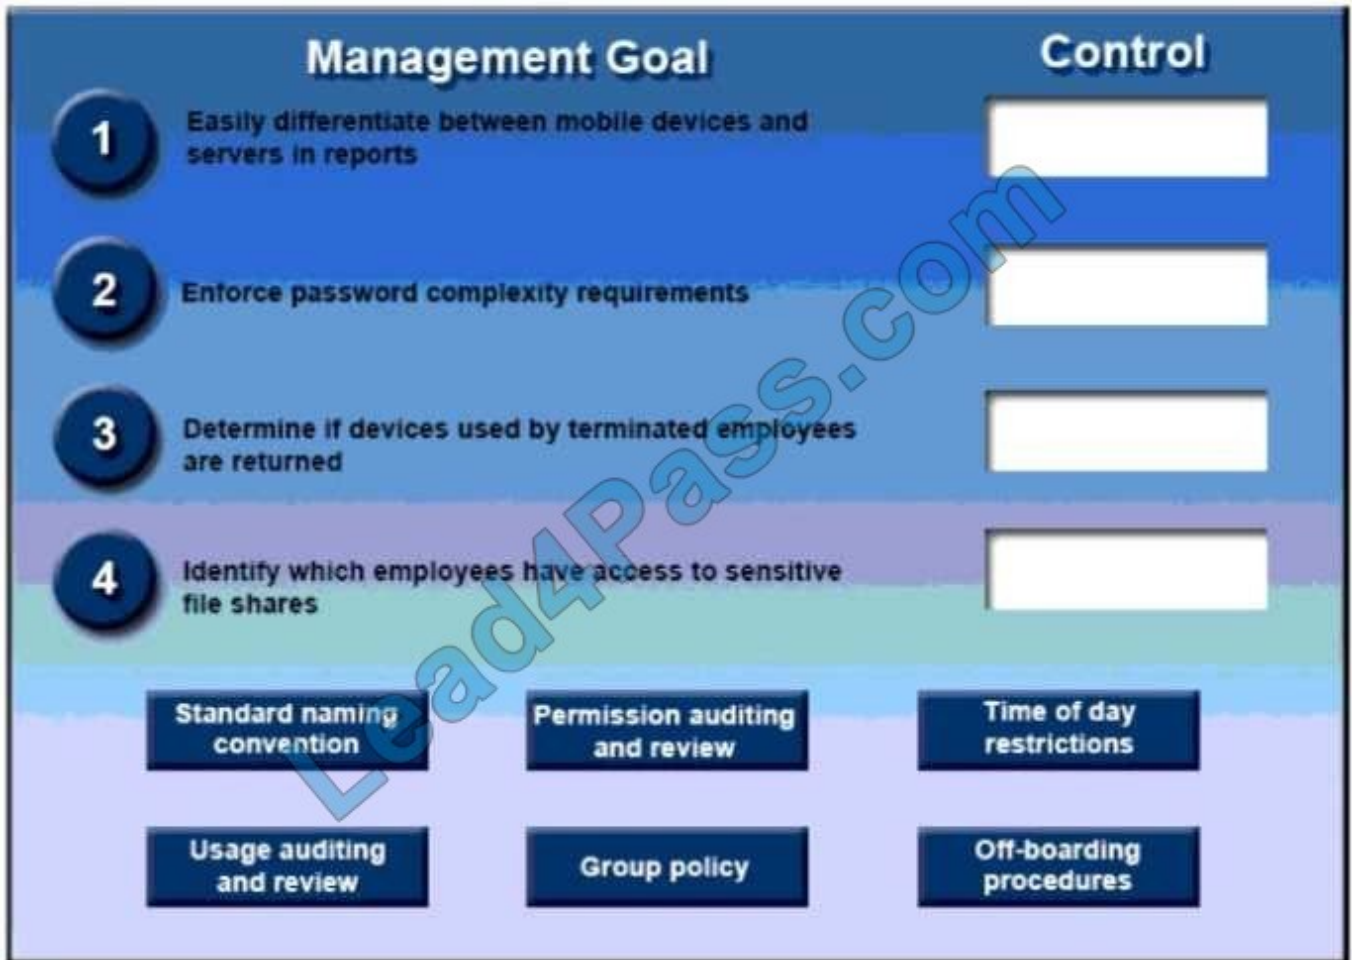 Management Goal
Control
1
Easily differentiate between mobile devices and
servers in reports
2
Enforce password complexity requirements
3
Determine if devices used by terminated employees
are returned
4
Identify which employees have access to sensitive
file shares
Standard naming
convention
Permission auditing
and review
Time of day
restrictions
Usage auditing
and review
Group policy
Off-boarding
procedures
Lead4Pass.com